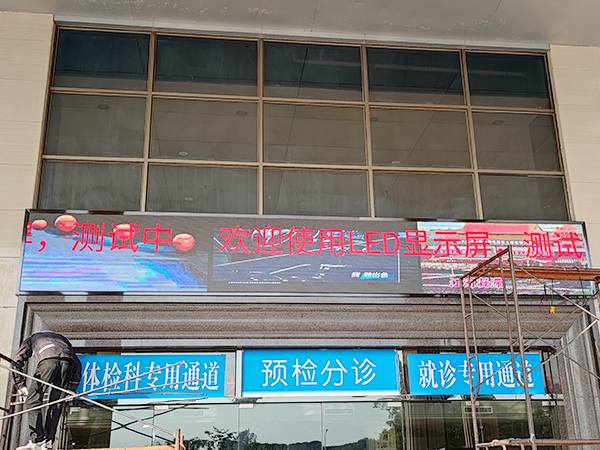 ，测试中 欢迎使用LED显示屏，测试
体检科专用通道
预检分诊
就诊专用通道